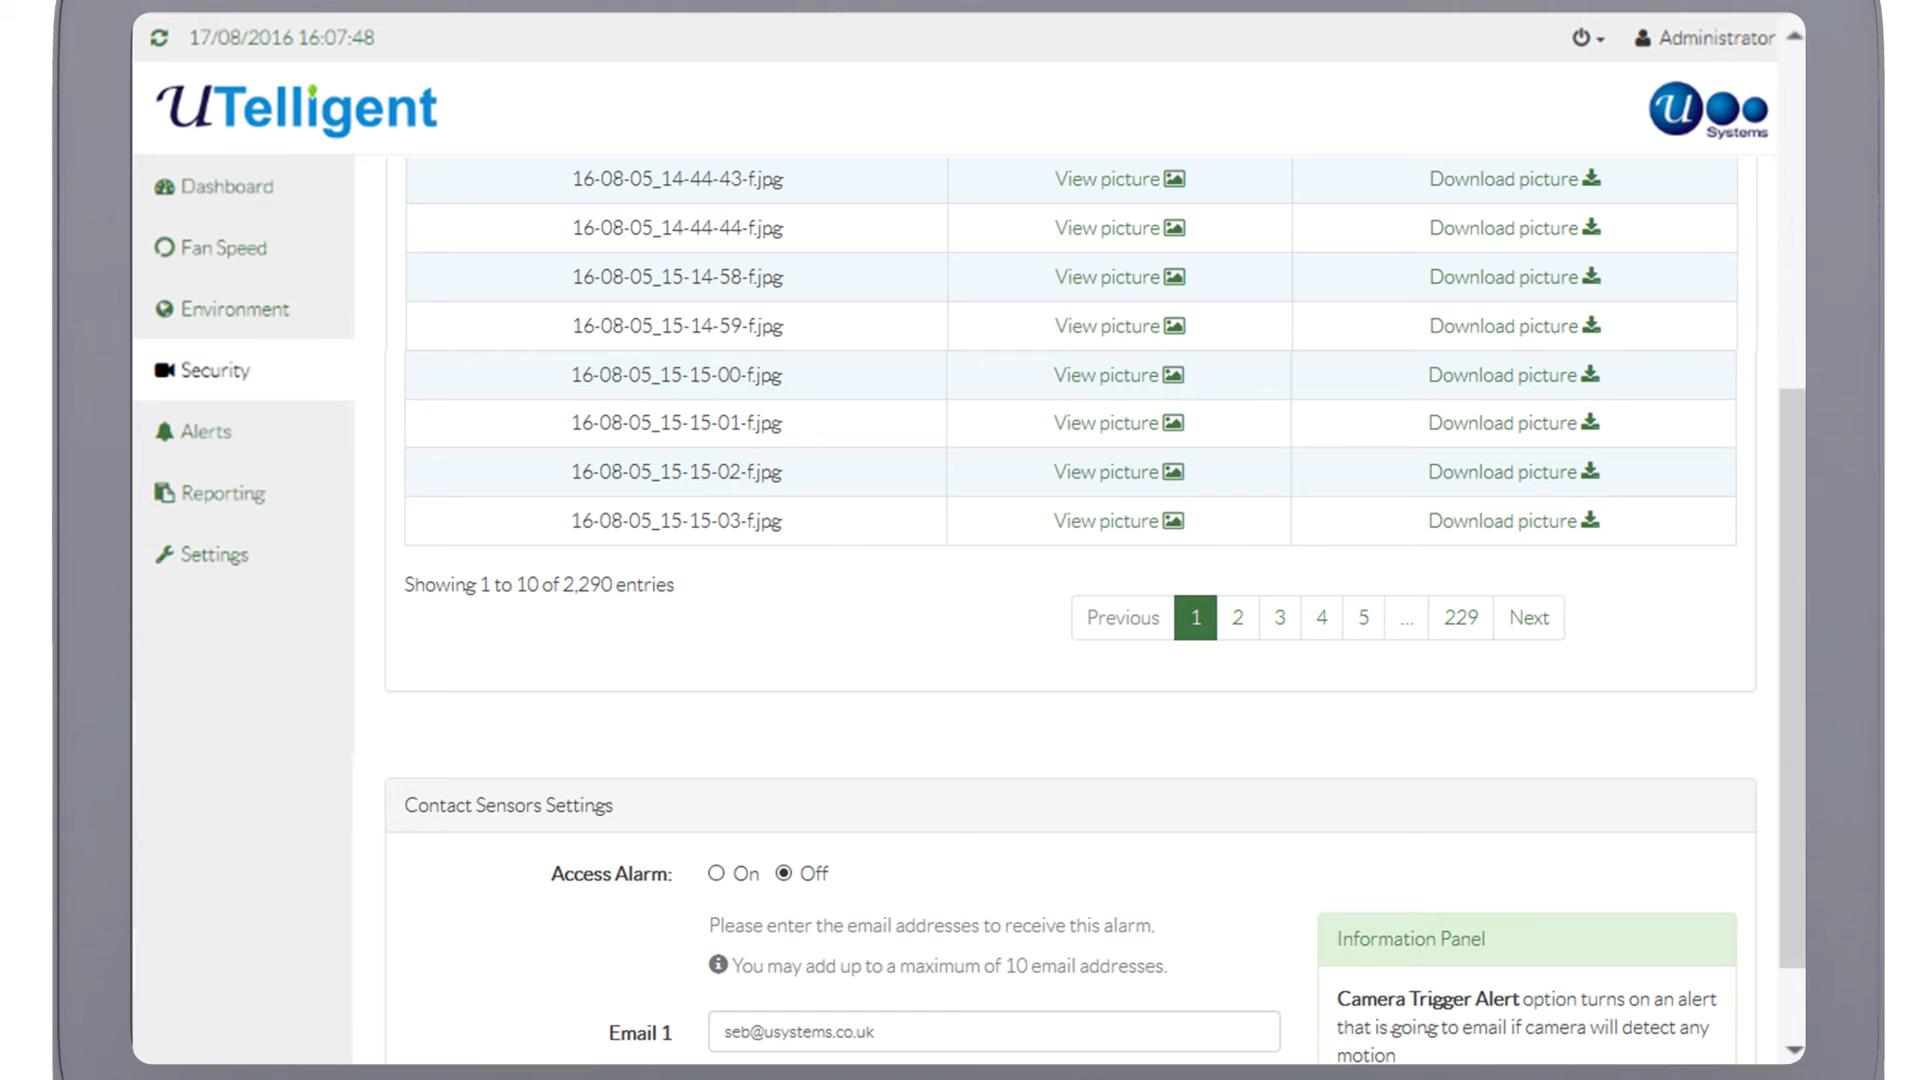 17/08/2016 16:07:48
Administrator
UTelligent
U Systems
Dashboard
Fan Speed
Environment
Security
Alerts
Reporting
Settings
16-08-05_14-44-43-f.jpg View picture Download picture
16-08-05_14-44-44-f.jpg View picture Download picture
16-08-05_15-14-58-f.jpg View picture Download picture
16-08-05_15-14-59-f.jpg View picture Download picture
16-08-05_15-15-00-f.jpg View picture Download picture
16-08-05_15-15-01-f.jpg View picture Download picture
16-08-05_15-15-02-f.jpg View picture Download picture
16-08-05_15-15-03-f.jpg View picture Download picture
Showing 1 to 10 of 2,290 entries
Previous 1 2 3 4 5 ... 229 Next
Contact Sensors Settings
Access Alarm: On Off
Please enter the email addresses to receive this alarm.
You may add up to a maximum of 10 email addresses.
Email 1 seb@usystems.co.uk
Information Panel
Camera Trigger Alert option turns on an alert
that is going to email if camera will detect any
motion